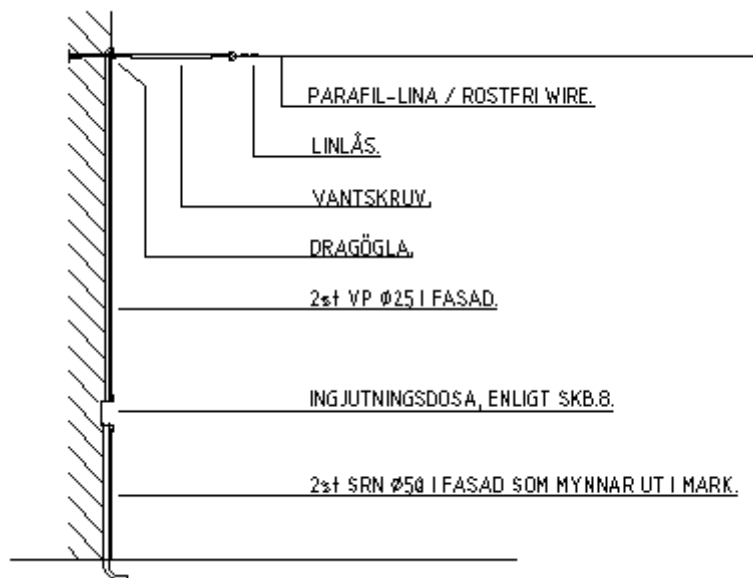 PARAFIL-LINA / ROSTFRI WIRE.
LINLÅS.
VANTSKRUV.
DRAGÖGLA.
2st VP Ø25 I FASAD.
INGJUTNINGSDOSA, ENLIGT SKB.8.
2st SRN Ø50 I FASAD SOM MYNNAR UT I MARK.